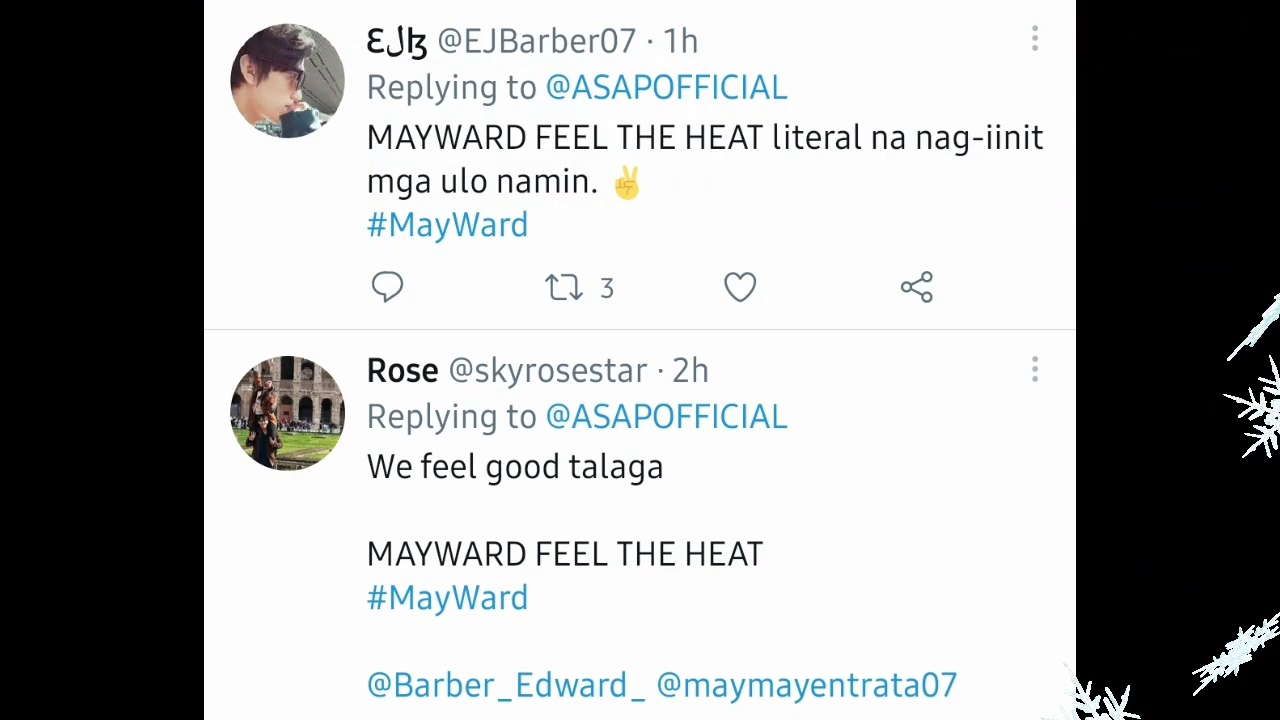 ƐJꜩ @EJBarber07 · 1h
Replying to @ASAPOFFICIAL
MAYWARD FEEL THE HEAT literal na nag-iinit
mga ulo namin. ✌
#MayWard
3
Rose @skyrosestar · 2h
Replying to @ASAPOFFICIAL
We feel good talaga
MAYWARD FEEL THE HEAT
#MayWard
@Barber_Edward_ @maymayentrata07